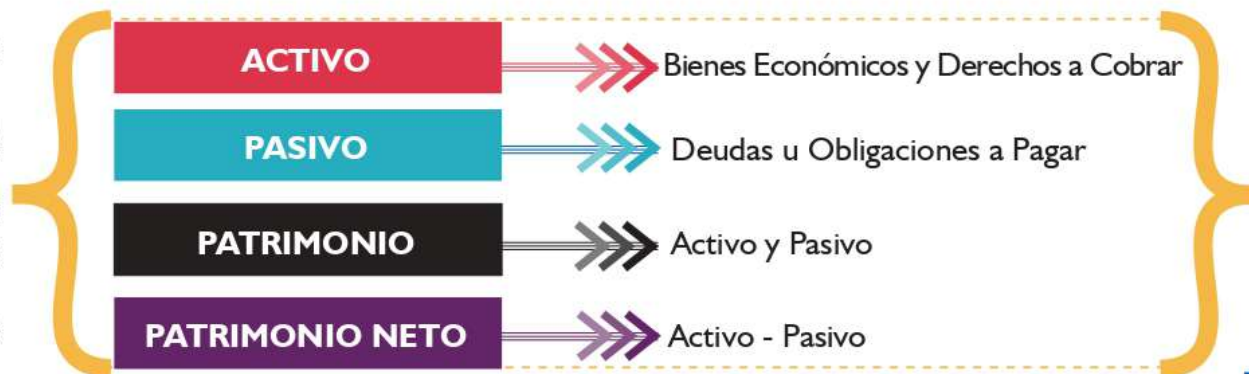 ACTIVO
Bienes Económicos y Derechos a Cobrar
PASIVO
Deudas u Obligaciones a Pagar
PATRIMONIO
Activo y Pasivo
PATRIMONIO NETO
Activo - Pasivo